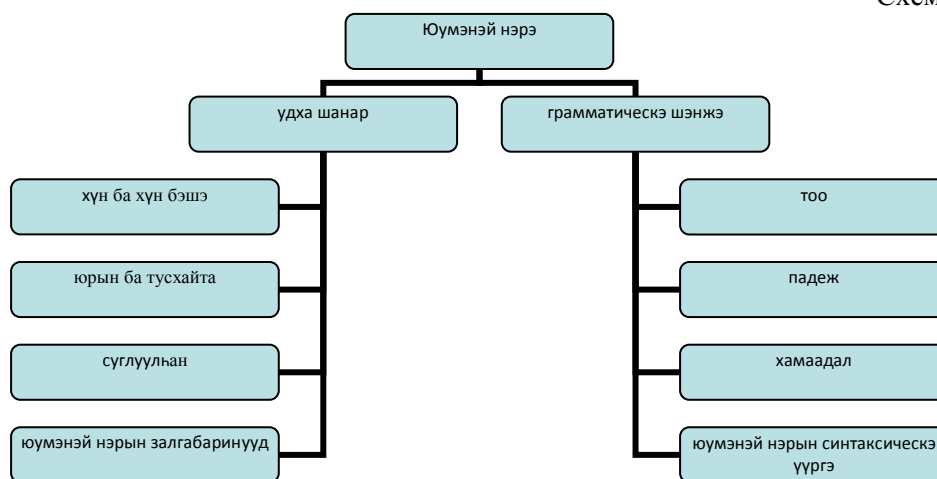 Схем
Юумэнэй нэрэ
удха шанар
грамматическэ шэнжэ
хүн ба хүн бэшэ
тоо
юрын ба тусхайта
падеж
суглуулһан
хамаадал
юумэнэй нэрын залгабаринууд
юумэнэй нэрын синтаксическэ
үүргэ